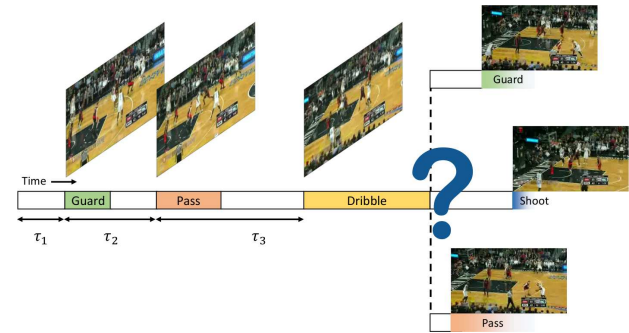 Guard
Time
Guard
Pass
Dribble
?
Shoot
τ1
τ2
τ3
Pass